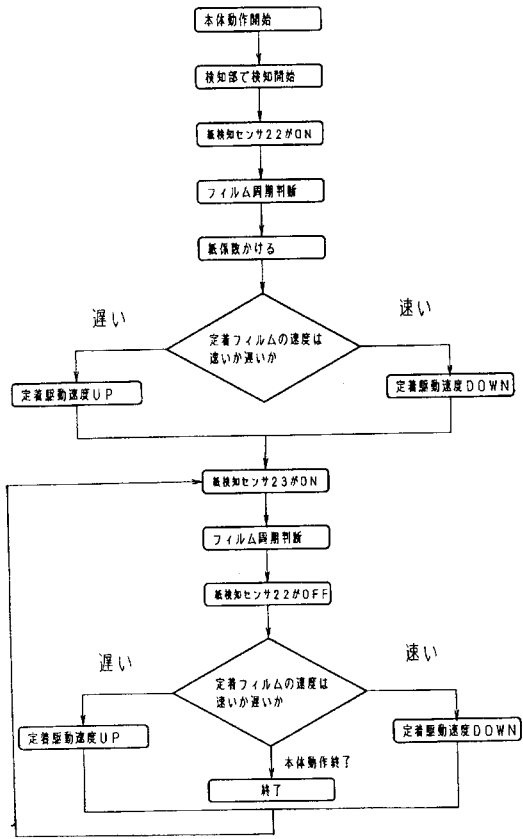 本体動作開始
検知部で検知開始
紙検知センサ22がON
フィルム周期判断
紙係数かける
遅い
速い
定着フィルムの速度は
速いか遅いか
定着駆動速度UP
定着駆動速度DOWN
紙検知センサ23がON
フィルム周期判断
紙検知センサ22がOFF
遅い
速い
定着フィルムの速度は
速いか遅いか
定着駆動速度UP
定着駆動速度DOWN
本体動作終了
終了